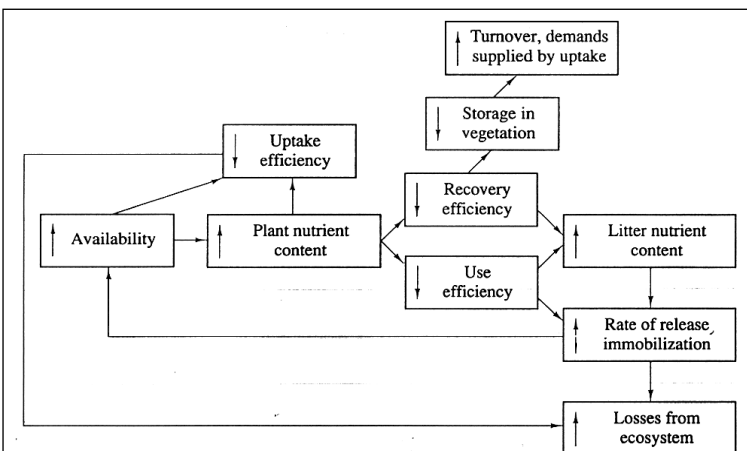 Turnover, demands
supplied by uptake
Storage in
vegetation
Uptake
efficiency
Recovery
efficiency
Availability
Plant nutrient
content
Litter nutrient
content
Use
efficiency
Rate of release
immobilization
Losses from
ecosystem